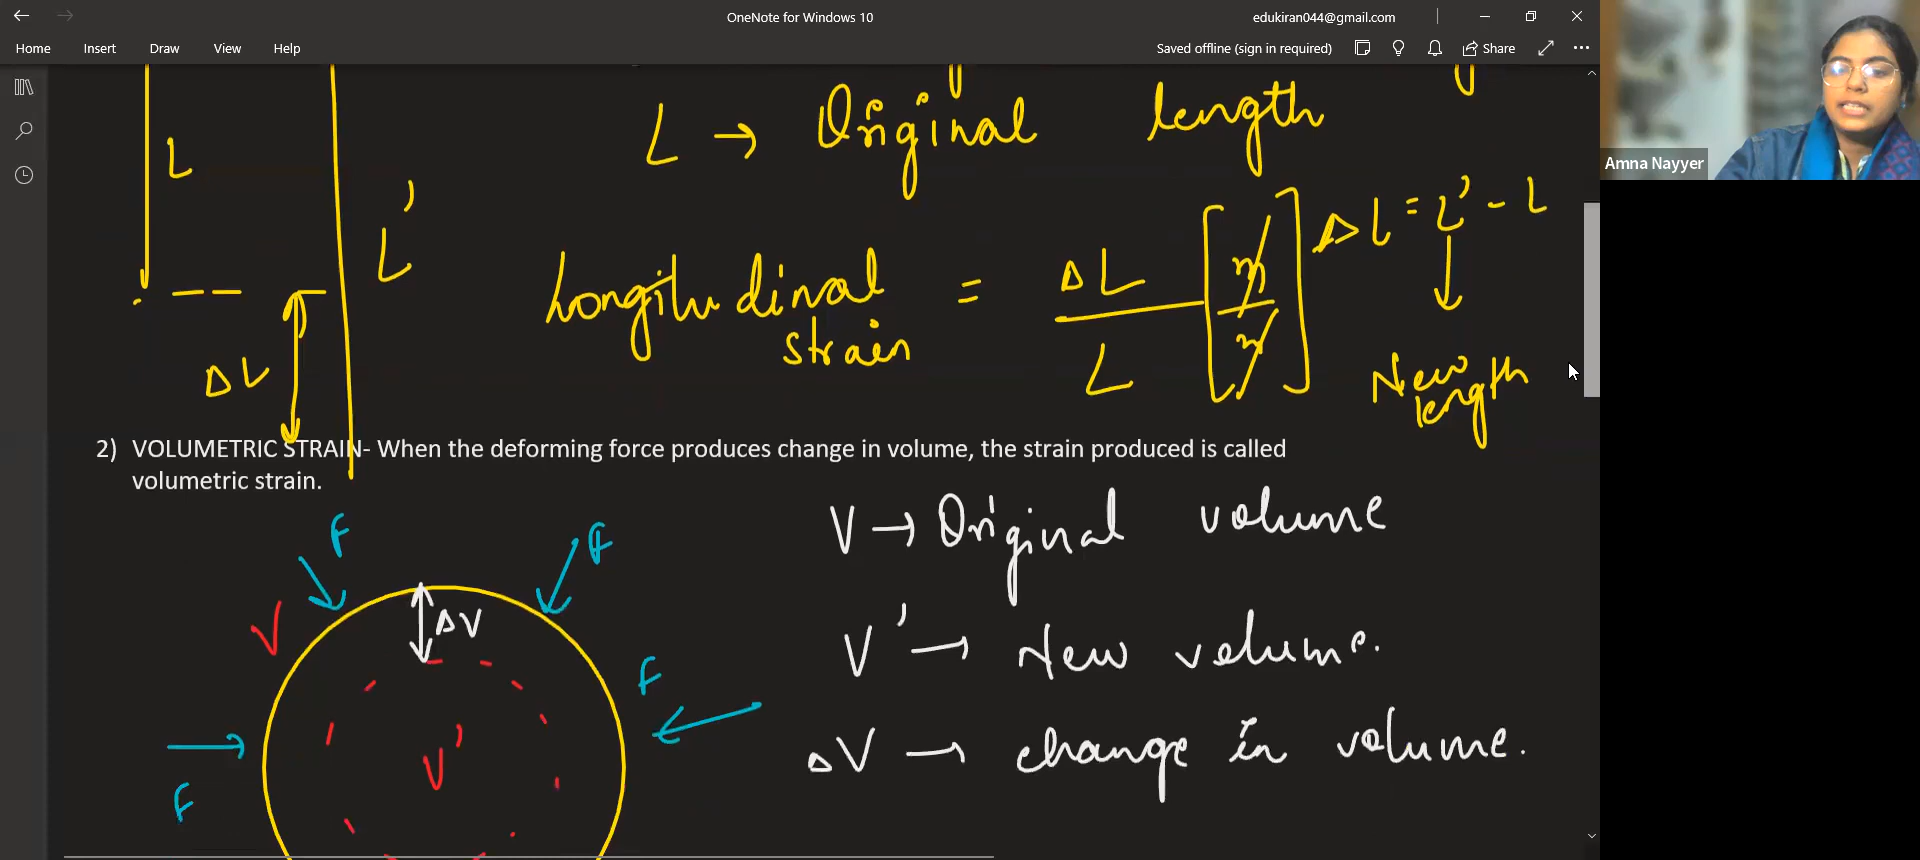 OneNote for Windows 10
edukiran044@gmail.com
Home Insert Draw View Help
Saved offline (sign in required) Share
Amna Nayyer
L → Original length
L
L'
ΔL
Longitudinal strain = ΔL / L [m / m]
ΔL = L' - L
New length
2) VOLUMETRIC STRAIN- When the deforming force produces change in volume, the strain produced is called
volumetric strain.
F F
V → Original volume
V ΔV
V' → New volume.
F
V'
ΔV → change in volume.
F